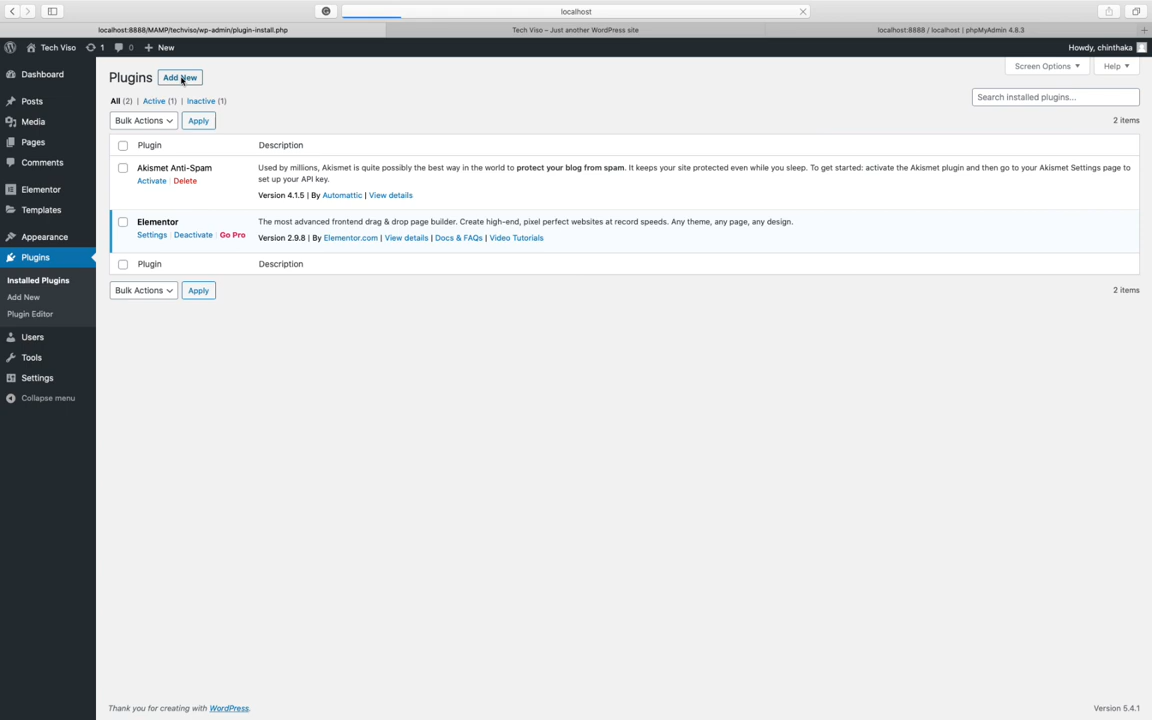 localhost
localhost:8888/MAMP/techviso/wp-admin/plugin-install.php
Tech Viso – Just another WordPress site
localhost:8888 / localhost | phpMyAdmin 4.8.3
Tech Viso 1 0 New
Howdy, chinthaka
Screen Options Help
Dashboard
Posts
Media
Pages
Comments
Elementor
Templates
Appearance
Plugins
Installed Plugins
Add New
Plugin Editor
Users
Tools
Settings
Collapse menu
Plugins Add New
All (2) | Active (1) | Inactive (1)
Search installed plugins...
Bulk Actions Apply
2 items
Plugin Description
Akismet Anti-Spam
Activate | Delete
Used by millions, Akismet is quite possibly the best way in the world to protect your blog from spam. It keeps your site protected even while you sleep. To get started: activate the Akismet plugin and then go to your Akismet Settings page to
set up your API key.
Version 4.1.5 | By Automattic | View details
Elementor
Settings | Deactivate | Go Pro
The most advanced frontend drag & drop page builder. Create high-end, pixel perfect websites at record speeds. Any theme, any page, any design.
Version 2.9.8 | By Elementor.com | View details | Docs & FAQs | Video Tutorials
Plugin Description
Bulk Actions Apply
2 items
Thank you for creating with WordPress.
Version 5.4.1